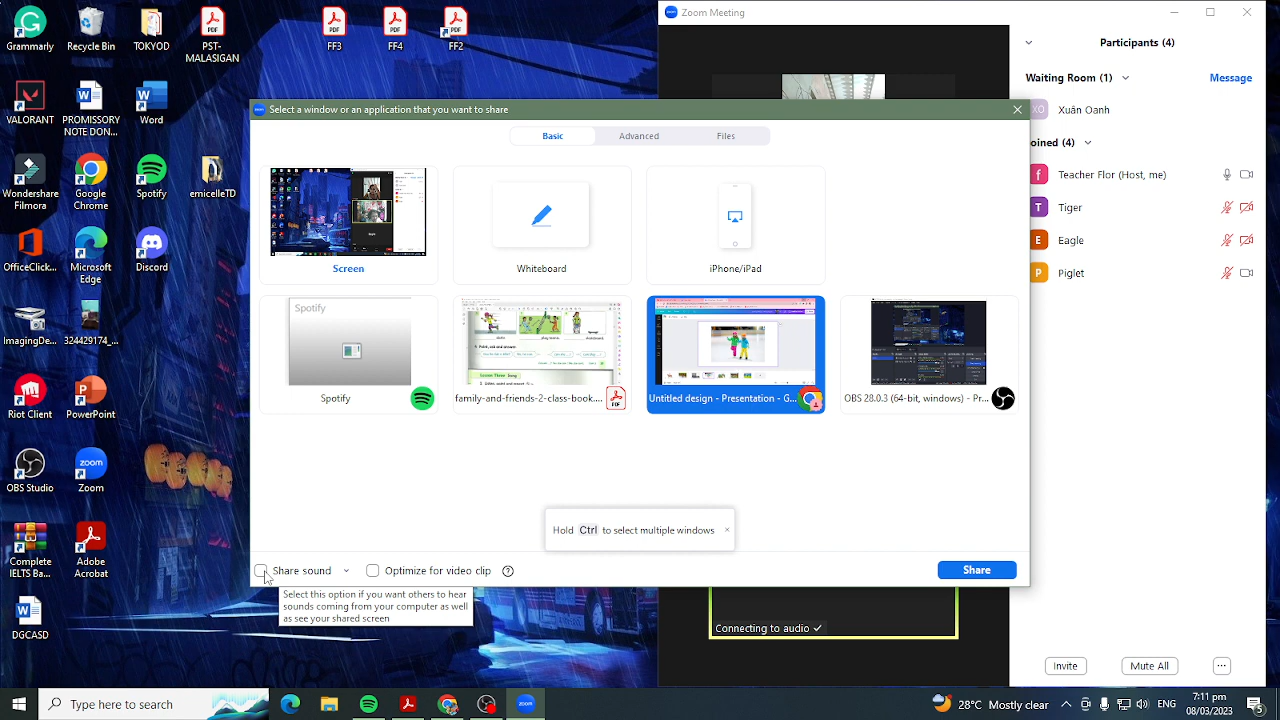 Grammarly
Recycle Bin
TOKYOD
PST-
MALASIGAN
FF3
FF4
FF2
VALORANT
PROMISSORY
NOTE DON...
Word
Wondershare
Filmora
Google
Chrome
Spotify
emicelleTD
OfficeClick...
Microsoft
Edge
Discord
Riot Client
PowerPoint
OBS Studio
Zoom
Complete
IELTS Ba...
Adobe
Acrobat
DGCSD
Zoom Meeting
Participants (4)
Waiting Room (1)
Message
XO
Xuân Oanh
oined (4)
f
Teacher Flor (Host, me)
T
Tiger
E
Eagle
P
Piglet
Invite
Mute All
zoom
Select a window or an application that you want to share
Basic
Advanced
Files
Screen
Whiteboard
iPhone/iPad
Spotify
Spotify
family-and-friends-2-class-book....
Untitled design - Presentation - G...
OBS 28.0.3 (64-bit, windows) - Pr...
Hold Ctrl to select multiple windows
Share sound
Optimize for video clip
Share
Select this option if you want others to hear
sounds coming from your computer as well
as see your shared screen
Connecting to audio
Type here to search
zoom
28°C Mostly clear
ENG
7:11 pm
08/03/2023